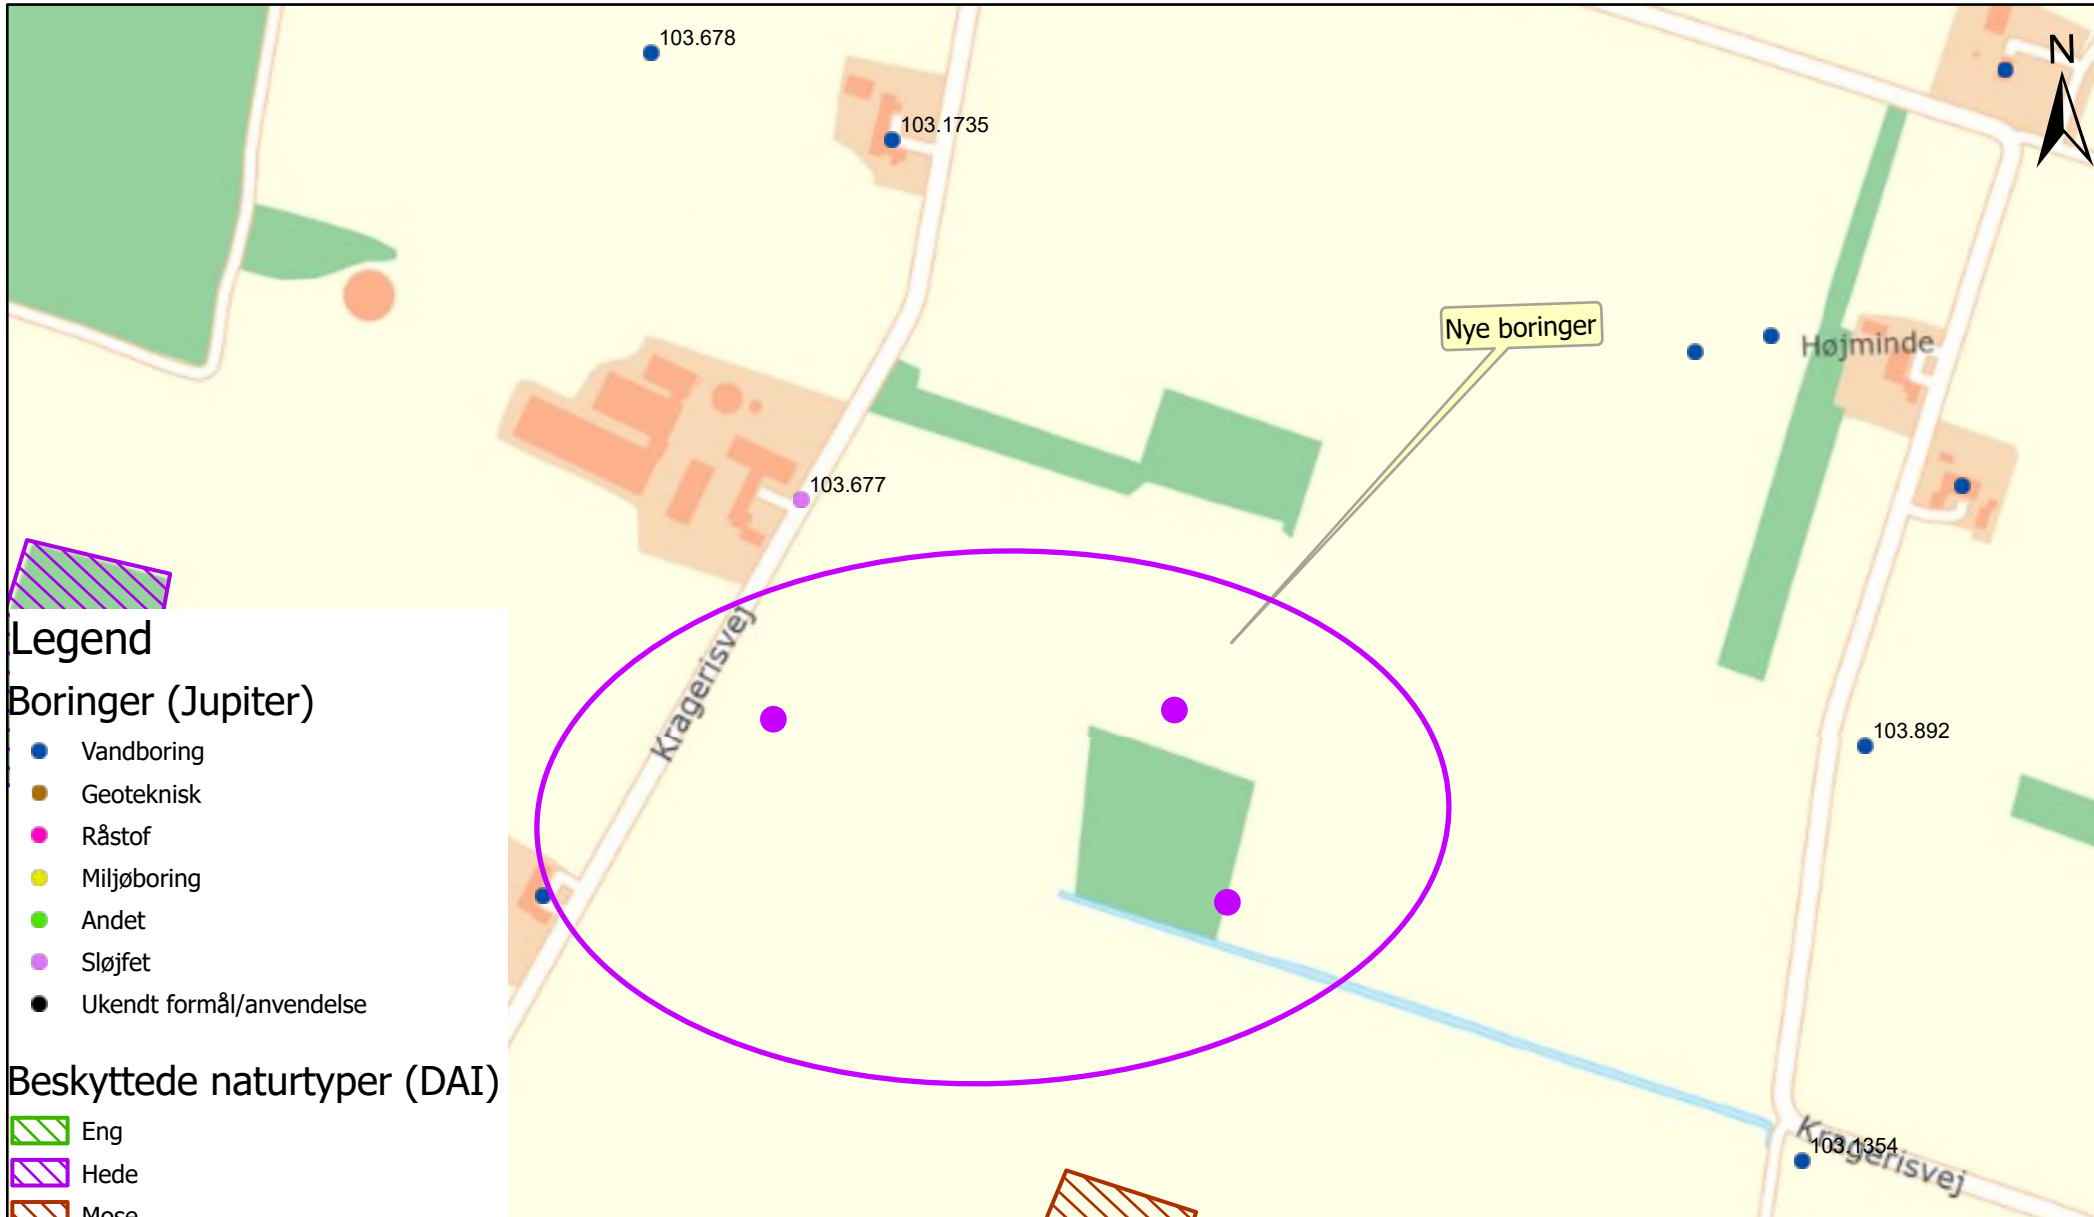 103.678
N
103.1735
Nye boringer
Højminde
103.677
Kragerisvej
103.892
Legend
Boringer (Jupiter)
Vandboring
Geoteknisk
Råstof
Miljøboring
Andet
Sløjfet
Ukendt formål/anvendelse
Beskyttede naturtyper (DAI)
Eng
Hede
Mose
Kragerisvej
103.1354